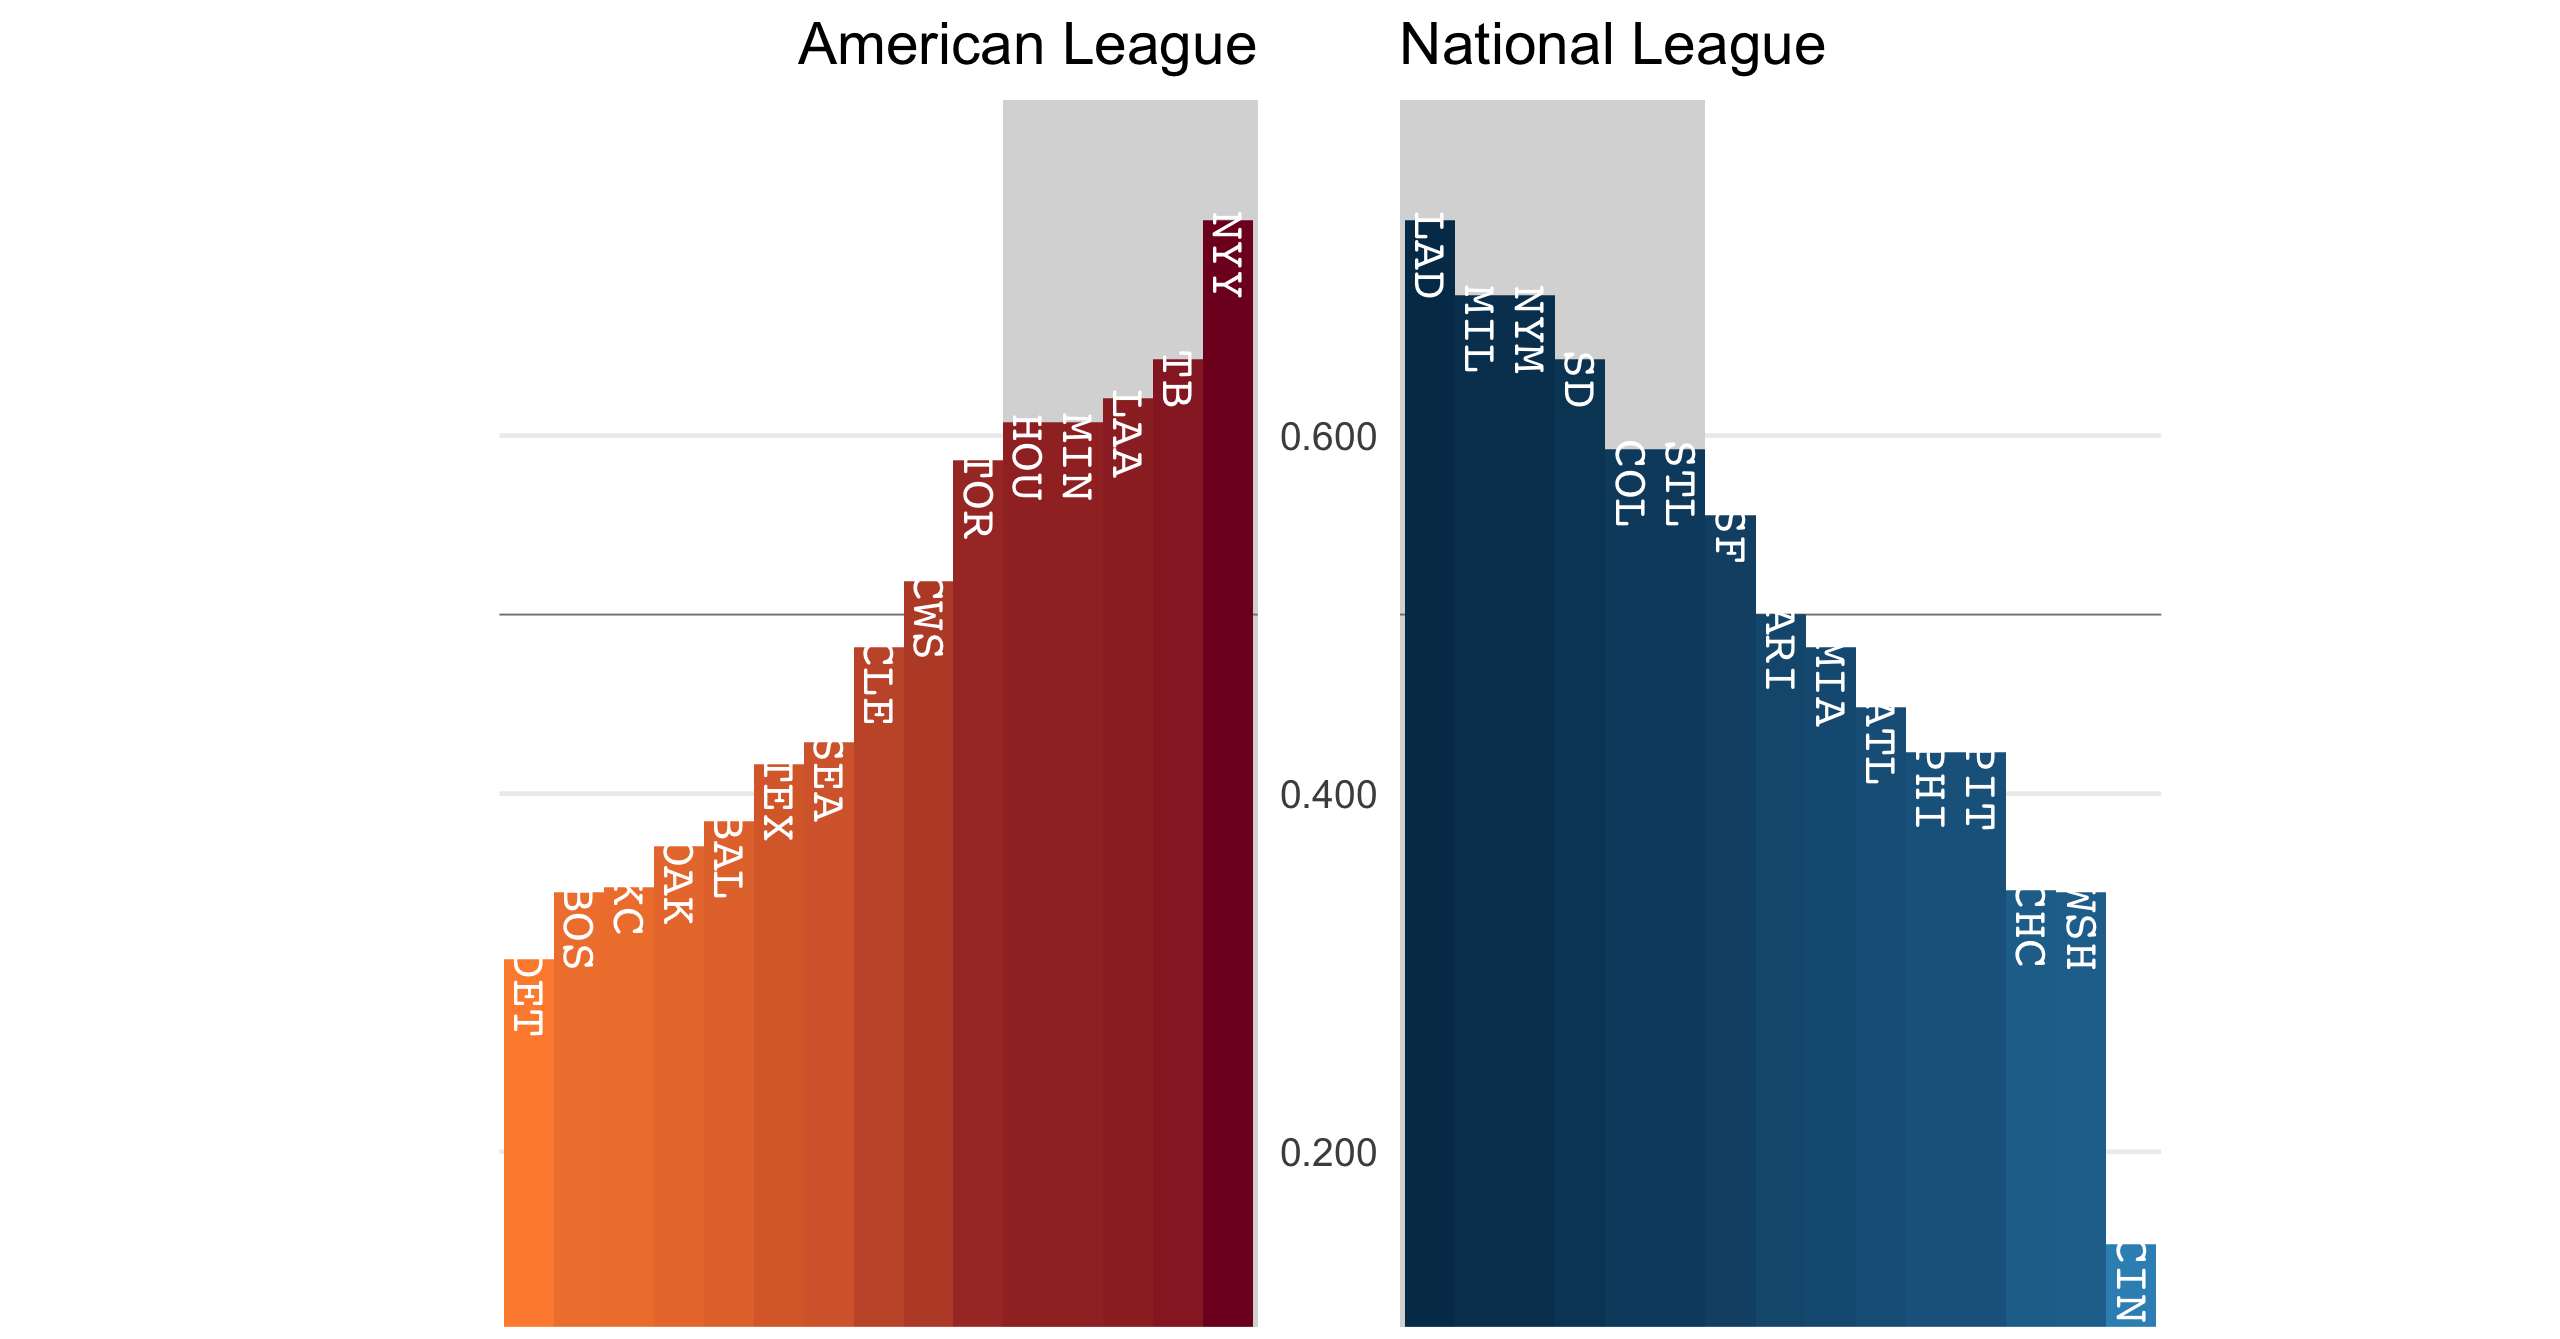 American League
National League
NYY
LAD
MIL
NYM
TB
SD
LAA
HOU
MIN
0.600
COL
STL
TOR
SF
CWS
ARI
CLE
MIA
ATL
SEA
PHI
PIT
TEX
0.400
BAL
OAK
KC
BOS
CHC
WSH
DET
0.200
CIN